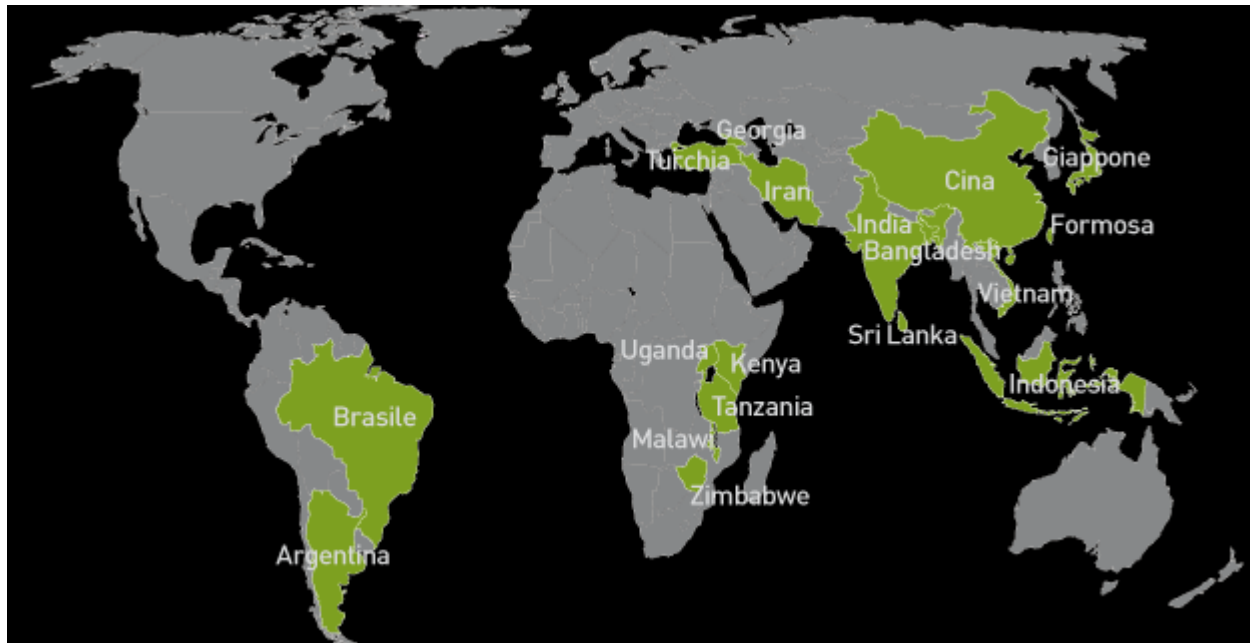 Georgia
Turchia
Giappone
Iran
Cina
India
Formosa
Bangladesh
Vietnam
Sri Lanka
Uganda
Kenya
Indonesia
Tanzania
Brasile
Malawi
Zimbabwe
Argentina